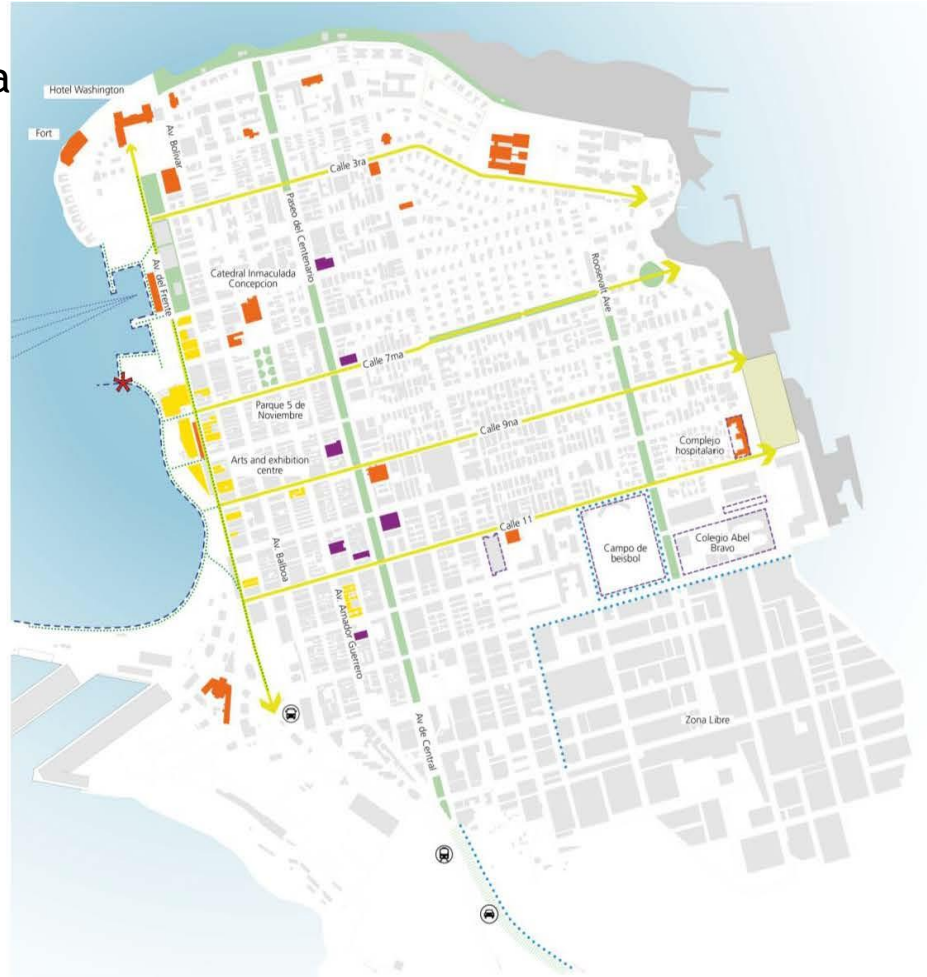 a
Hotel Washington
Fort
Av. Bolivar
Calle 3ra
Paseo del Centenario
Roosevalt Ave
Av. del Frente
Catedral Inmaculada
Concepcion
Calle 7ma
Parque 5 de
Noviembre
Calle 9na
Arts and exhibition
centre
Complejo
hospitalario
Calle 11
Campo de
beisbol
Colegio Abel
Bravo
Av. Balboa
Av. Amador Guerrero
Zona Libre
Av de Central